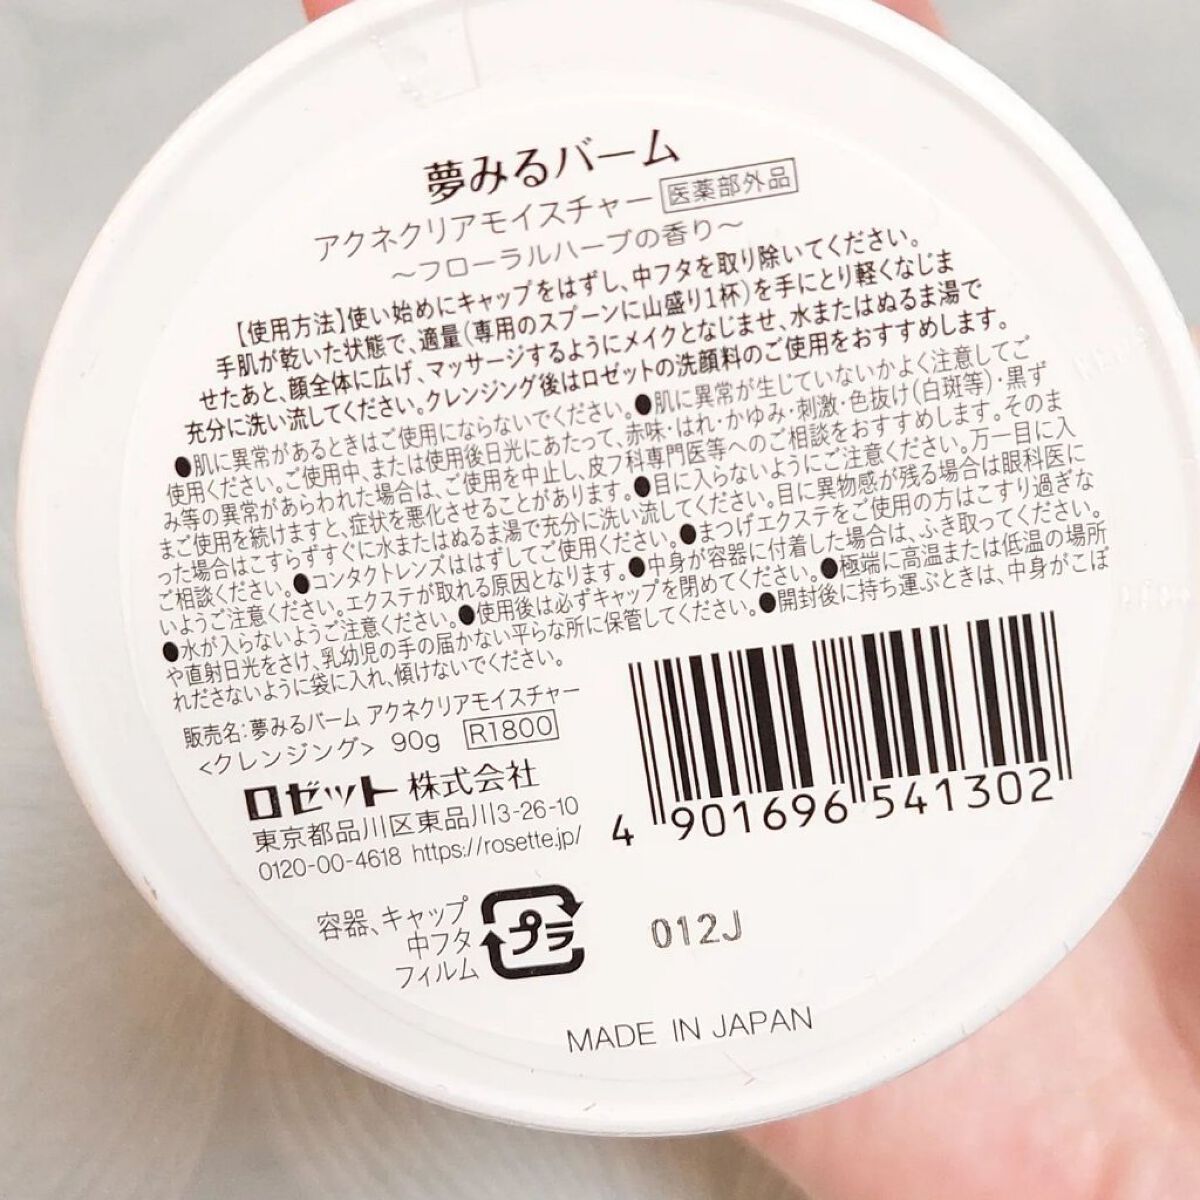 夢みるバーム
アクネクリアモイスチャー 医薬部外品
～フローラルハーブの香り～
【使用方法】使い始めにキャップをはずし、中フタを取り除いてください。
手肌が乾いた状態で、適量(専用のスプーンに山盛り1杯)を手にとり軽くなじま
せたあと、顔全体に広げ、マッサージするようにメイクとなじませ、水またはぬるま湯で
充分に洗い流してください。クレンジング後はロゼットの洗顔料のご使用をおすすめします。
●肌に異常があるときはご使用にならないでください。●肌に異常が生じていないかよく注意してご
使用ください。ご使用中、または使用後日光にあたって、赤味・はれ・かゆみ・刺激・色抜け(白斑等)・黒ず
み等の異常があらわれた場合は、ご使用を中止し、皮フ科専門医等へのご相談をおすすめします。そのま
まご使用を続けますと、症状を悪化させることがあります。●目に入らないようにご注意ください。万一目に入
った場合はこすらずすぐに水またはぬるま湯で充分に洗い流してください。目に異物感が残る場合は眼科医に
ご相談ください。●コンタクトレンズははずしてご使用ください。●まつげエクステをご使用の方はこすり過ぎな
いようご注意ください。エクステが取れる原因となります。●中身が容器に付着した場合は、ふき取ってください。
●水が入らないようご注意ください。●使用後は必ずキャップを閉めてください。●極端に高温または低温の場所
や直射日光をさけ、乳幼児の手の届かない平らな所に保管してください。●開封後に持ち運ぶときは、中身がこぼ
れださないように袋に入れ、傾けないでください。
販売名:夢みるバーム アクネクリアモイスチャー
<クレンジング> 90g R1800
ロゼット 株式会社
東京都品川区東品川3-26-10
0120-00-4618 https://rosette.jp/
4 901696 541302
容器、キャップ
中フタ
フィルム
プラ
012J
MADE IN JAPAN